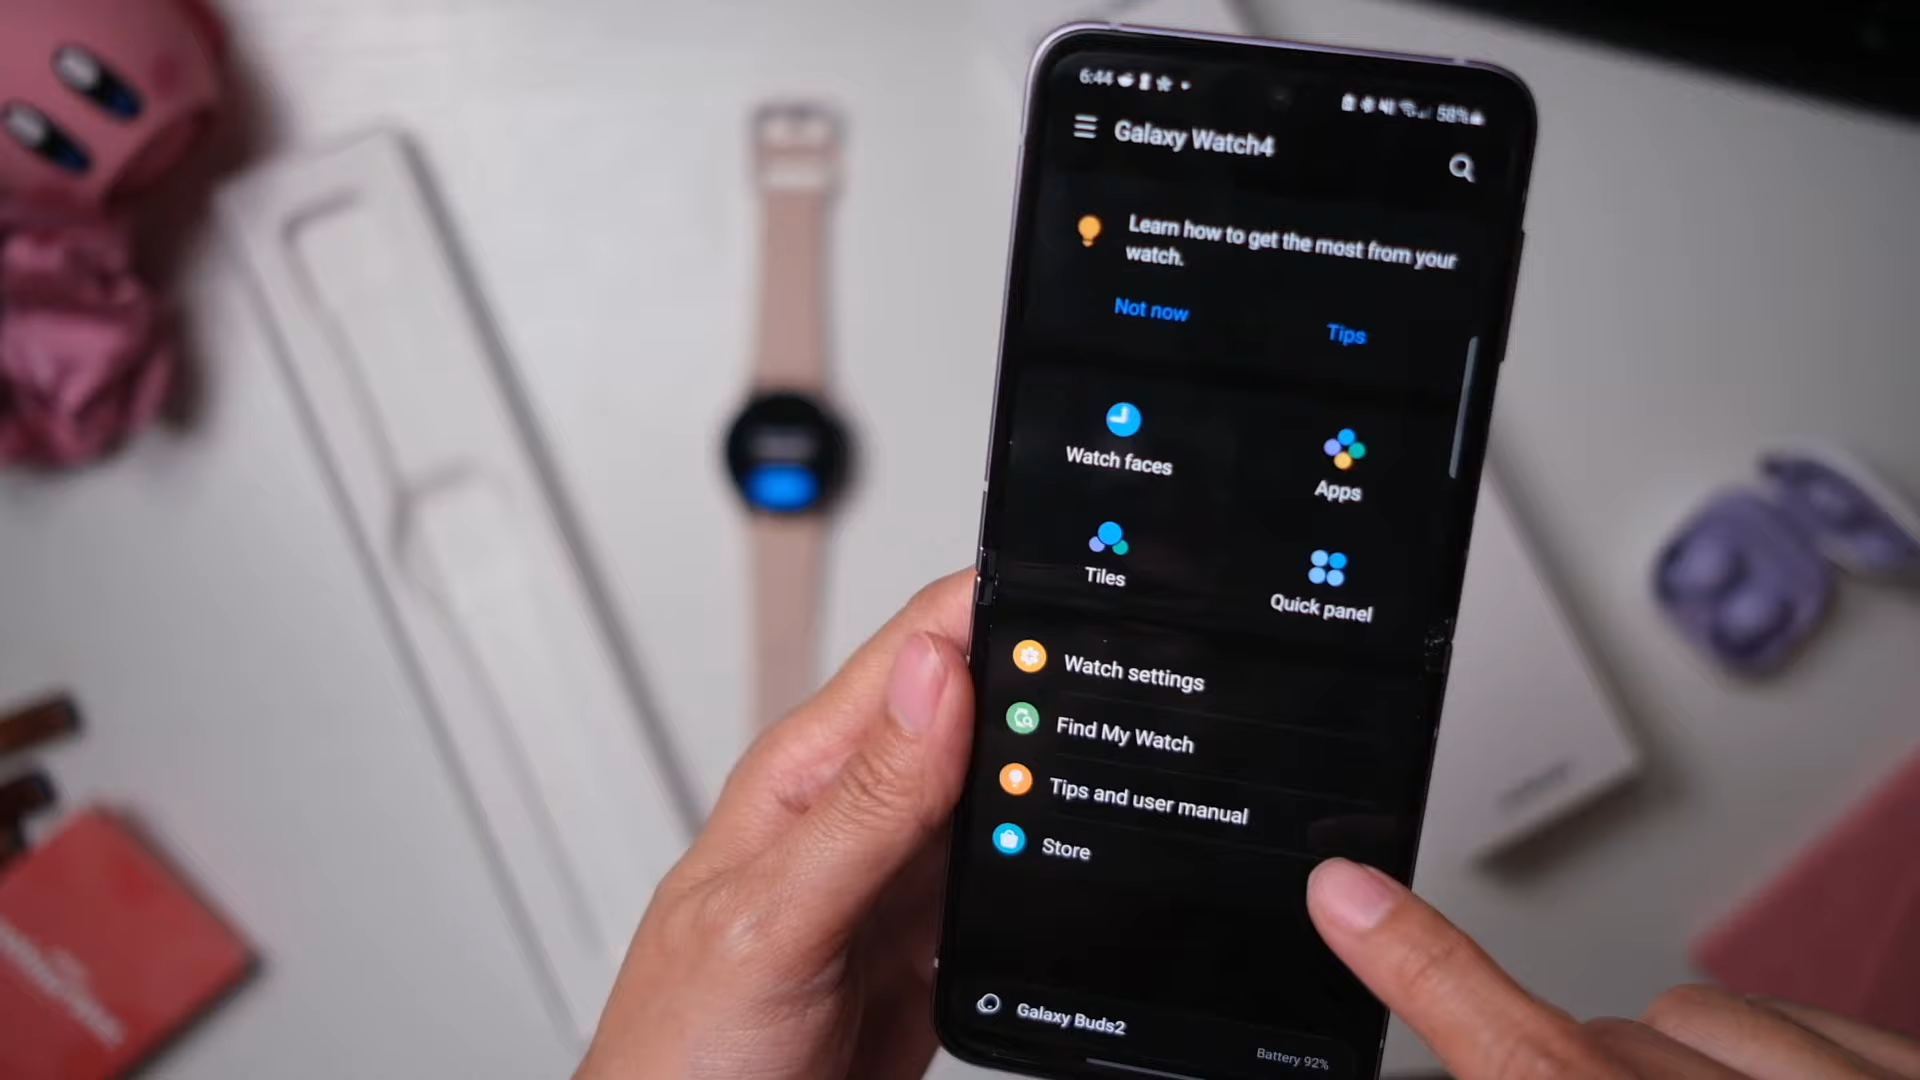 6:44
58%
Galaxy Watch4
Learn how to get the most from your
watch.
Not now
Tips
Watch faces
Apps
Tiles
Quick panel
Watch settings
Find My Watch
Tips and user manual
Store
Galaxy Buds2
Battery 92%